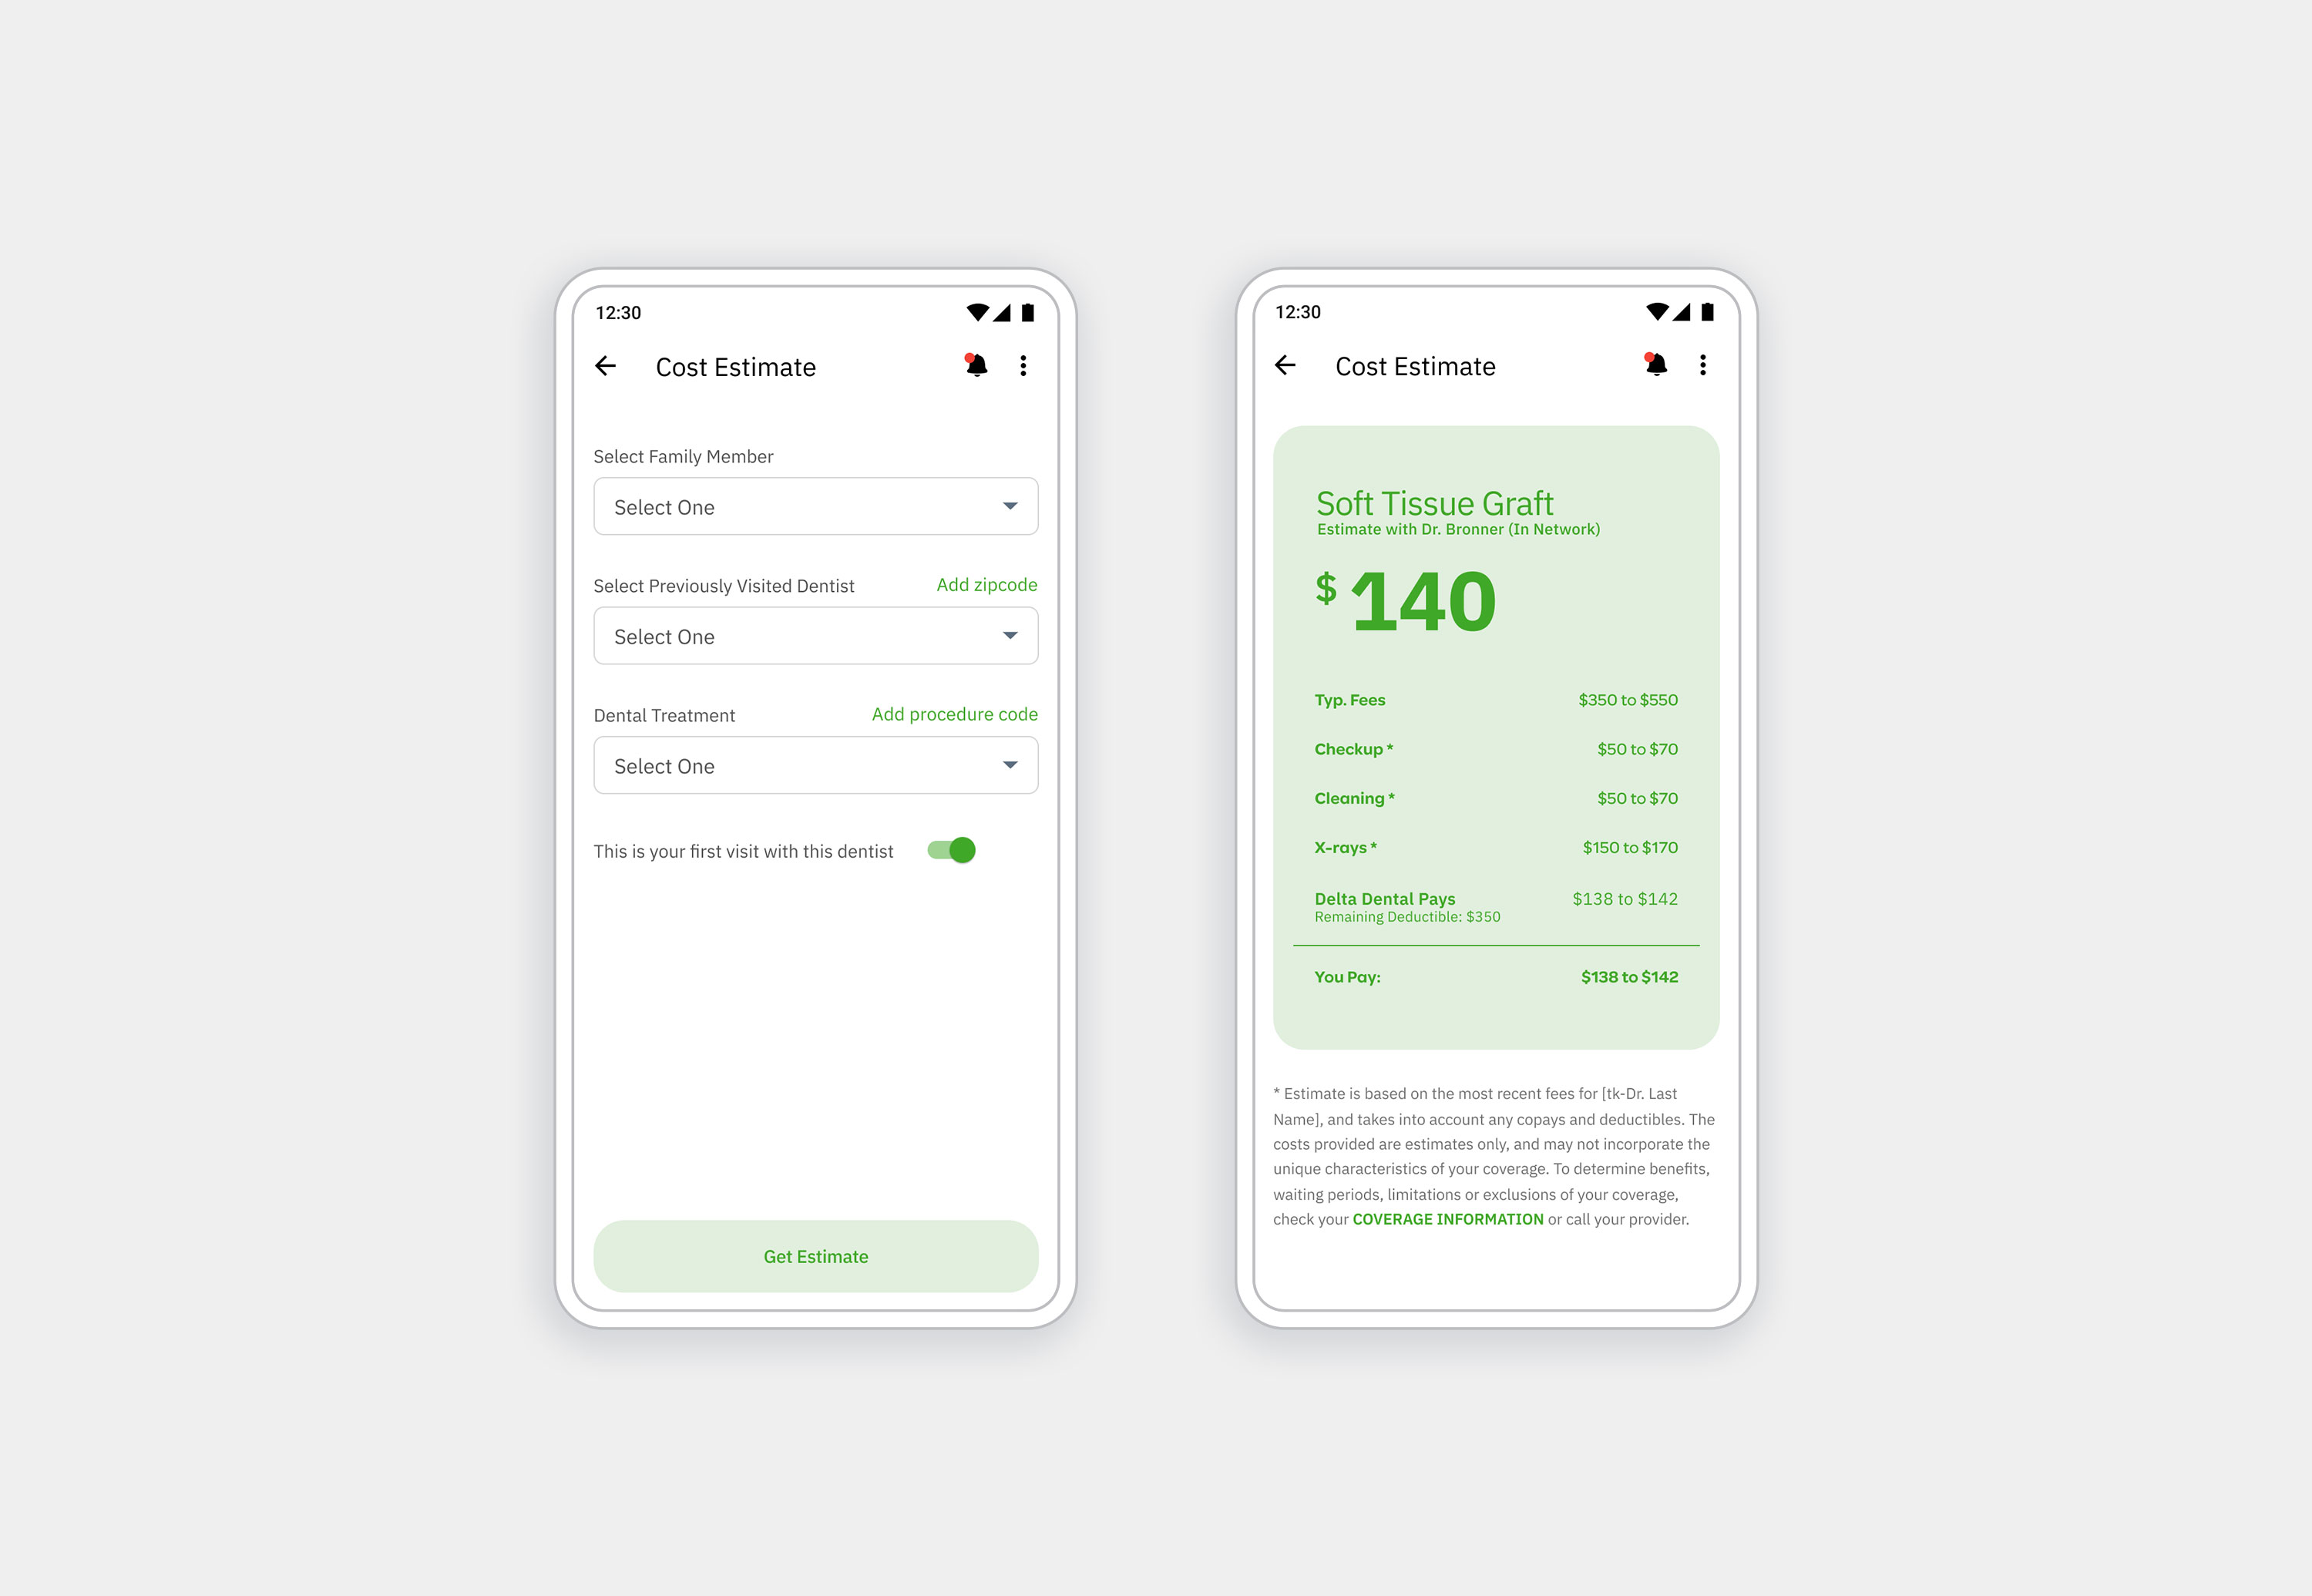 12:30
Cost Estimate
Select Family Member
Select One
Select Previously Visited Dentist Add zipcode
Select One
Dental Treatment Add procedure code
Select One
This is your first visit with this dentist
Get Estimate
12:30
Cost Estimate
Soft Tissue Graft
Estimate with Dr. Bronner (In Network)
$ 140
Typ. Fees $350 to $550
Checkup * $50 to $70
Cleaning * $50 to $70
X-rays * $150 to $170
Delta Dental Pays $138 to $142
Remaining Deductible: $350
You Pay: $138 to $142
* Estimate is based on the most recent fees for [tk-Dr. Last
Name], and takes into account any copays and deductibles. The
costs provided are estimates only, and may not incorporate the
unique characteristics of your coverage. To determine benefits,
waiting periods, limitations or exclusions of your coverage,
check your COVERAGE INFORMATION or call your provider.